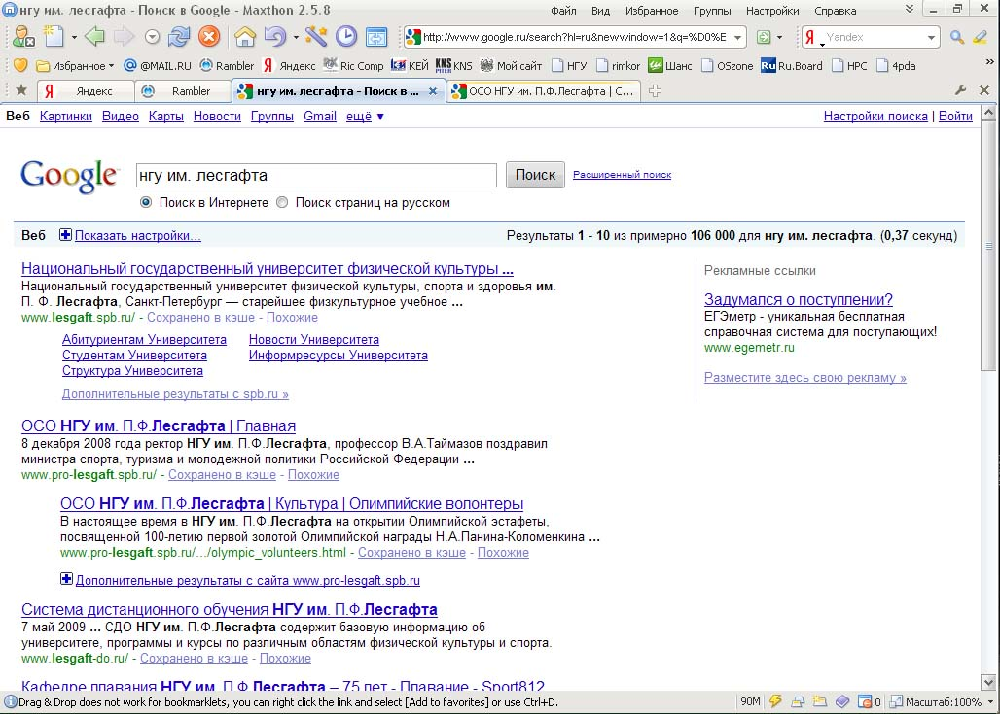 нгу им. лесгафта - Поиск в Google - Maxthon 2.5.8
Файл Вид Избранное Группы Настройки Справка
http://www.google.ru/search?hl=ru&newwindow=1&q=%D0%E
Yandex
Избранное @MAIL.RU Rambler Яндекс Ric Comp КЕЙ KNS Мой сайт НГУ rimkor Шанс OSzone Ru.Board HPC 4pda
Яндекс Rambler нгу им. лесгафта - Поиск в ... ОСО НГУ им. П.Ф.Лесгафта | С...
Веб Картинки Видео Карты Новости Группы Gmail ещё ▼ Настройки поиска | Войти
Google нгу им. лесгафта Поиск Расширенный поиск
Поиск в Интернете Поиск страниц на русском
Веб Показать настройки... Результаты 1 - 10 из примерно 106 000 для нгу им. лесгафта. (0,37 секунд)
Национальный государственный университет физической культуры ...
Национальный государственный университет физической культуры, спорта и здоровья им.
П. Ф. Лесгафта, Санкт-Петербург — старейшее физкультурное учебное ...
www.lesgaft.spb.ru/ - Сохранено в кэше - Похожие
Абитуриентам Университета Новости Университета
Студентам Университета Информресурсы Университета
Структура Университета
Дополнительные результаты с spb.ru »
Рекламные ссылки
Задумался о поступлении?
ЕГЭметр - уникальная бесплатная
справочная система для поступающих!
www.egemetr.ru
Разместите здесь свою рекламу »
ОСО НГУ им. П.Ф.Лесгафта | Главная
8 декабря 2008 года ректор НГУ им. П.Ф.Лесгафта, профессор В.А.Таймазов поздравил
министра спорта, туризма и молодежной политики Российской Федерации ...
www.pro-lesgaft.spb.ru/ - Сохранено в кэше - Похожие
ОСО НГУ им. П.Ф.Лесгафта | Культура | Олимпийские волонтеры
В настоящее время в НГУ им. П.Ф.Лесгафта на открытии Олимпийской эстафеты,
посвященной 100-летию первой золотой Олимпийской награды Н.А.Панина-Коломенкина ...
www.pro-lesgaft.spb.ru/.../olympic_volunteers.html - Сохранено в кэше - Похожие
Дополнительные результаты с сайта www.pro-lesgaft.spb.ru
Система дистанционного обучения НГУ им. П.Ф.Лесгафта
7 май 2009 ... СДО НГУ им. П.Ф.Лесгафта содержит базовую информацию об
университете, программы и курсы по различным областям физической культуры и спорта.
www.lesgaft-do.ru/ - Сохранено в кэше - Похожие
Кафедре плавания НГУ им. П.Ф.Лесгафта – 75 лет - Плавание - Sport812
Drag & Drop does not work for bookmarklets, you can right click the link and select [Add to favorites] or use Ctrl+D. 90M 0 Масштаб:100%